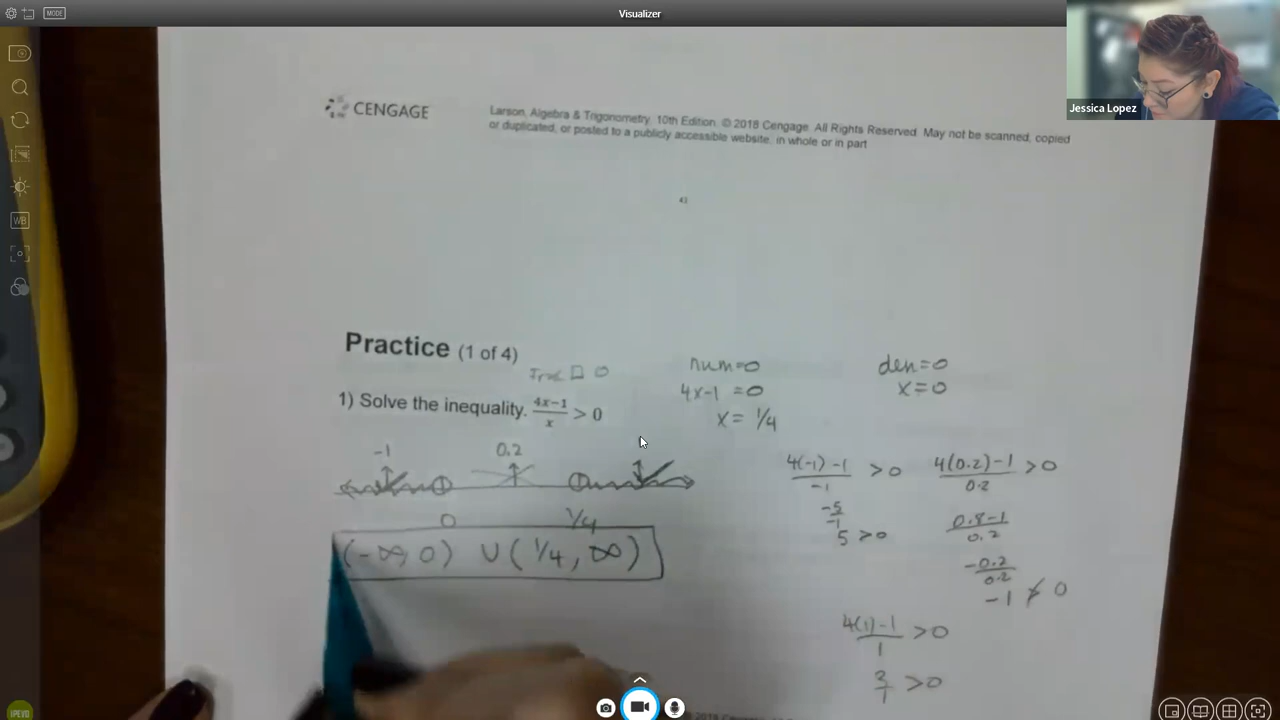 MODE
Visualizer
Jessica Lopez
WB
CENGAGE
Larson, Algebra & Trigonometry, 10th Edition. © 2018 Cengage. All Rights Reserved. May not be scanned, copied
or duplicated, or posted to a publicly accessible website, in whole or in part
Practice (1 of 4)
□ 0
num=0
den=0
1) Solve the inequality. (4x-1)/x > 0
4x-1 =0
x=0
x= 1/4
-1
0.2
(4(-1)-1)/-1 >0
(4(0.2)-1)/0.2 >0
0
1/4
-5/-1
(0.8-1)/0.2
5 >0
(-∞, 0) ∪ (1/4, ∞)
-0.2/0.2
-1 ≯ 0
(4(1)-1)/1 >0
3/1 >0
IPEVO